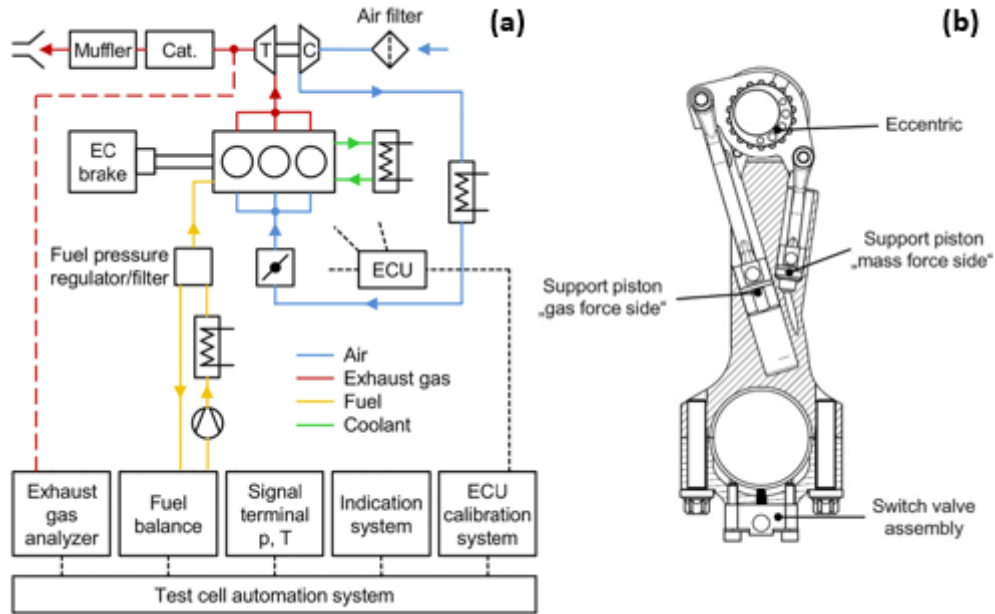 (a)
Air filter
Muffler
Cat.
T
C
EC
brake
Fuel pressure
regulator/filter
ECU
Air
Exhaust gas
Fuel
Coolant
Exhaust
gas
analyzer
Fuel
balance
Signal
terminal
p, T
Indication
system
ECU
calibration
system
Test cell automation system
(b)
Eccentric
Support piston
„mass force side“
Support piston
„gas force side“
Switch valve
assembly